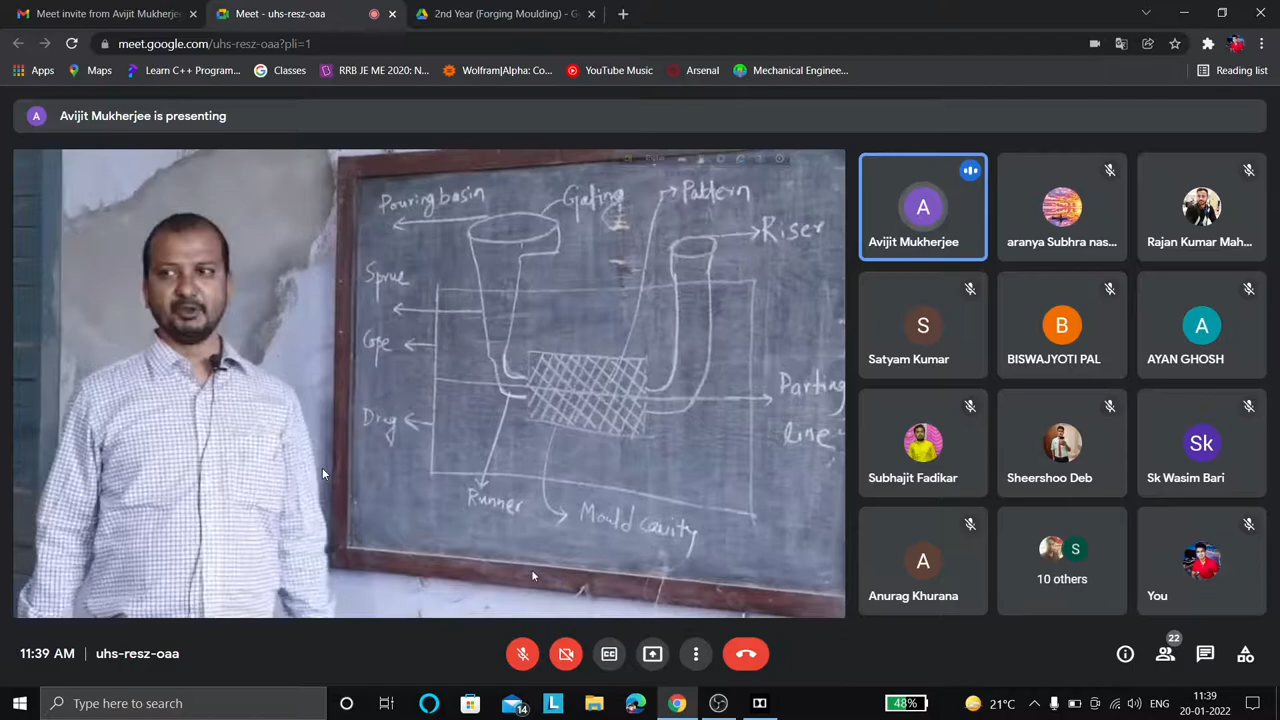 Meet invite from Avijit Mukherje
Meet - uhs-resz-oaa
2nd Year (Forging Moulding) - G
meet.google.com/uhs-resz-oaa?pli=1
Apps
Maps
Learn C++ Program...
Classes
RRB JE ME 2020: N...
Wolfram|Alpha: Co...
YouTube Music
Arsenal
Mechanical Enginee...
Reading list
A
Avijit Mukherjee is presenting
Pouring basin
Gating
Pattern
Riser
Sprue
Cope
Drag
Parting
line
Runner
Mould cavity
A
Avijit Mukherjee
aranya Subhra nas...
Rajan Kumar Mah...
S
Satyam Kumar
B
BISWAJYOTI PAL
A
AYAN GHOSH
Subhajit Fadikar
Sheershoo Deb
Sk
Sk Wasim Bari
A
Anurag Khurana
S
10 others
You
11:39 AM
uhs-resz-oaa
22
Type here to search
L
14
48%
21°C
ENG
11:39
20-01-2022